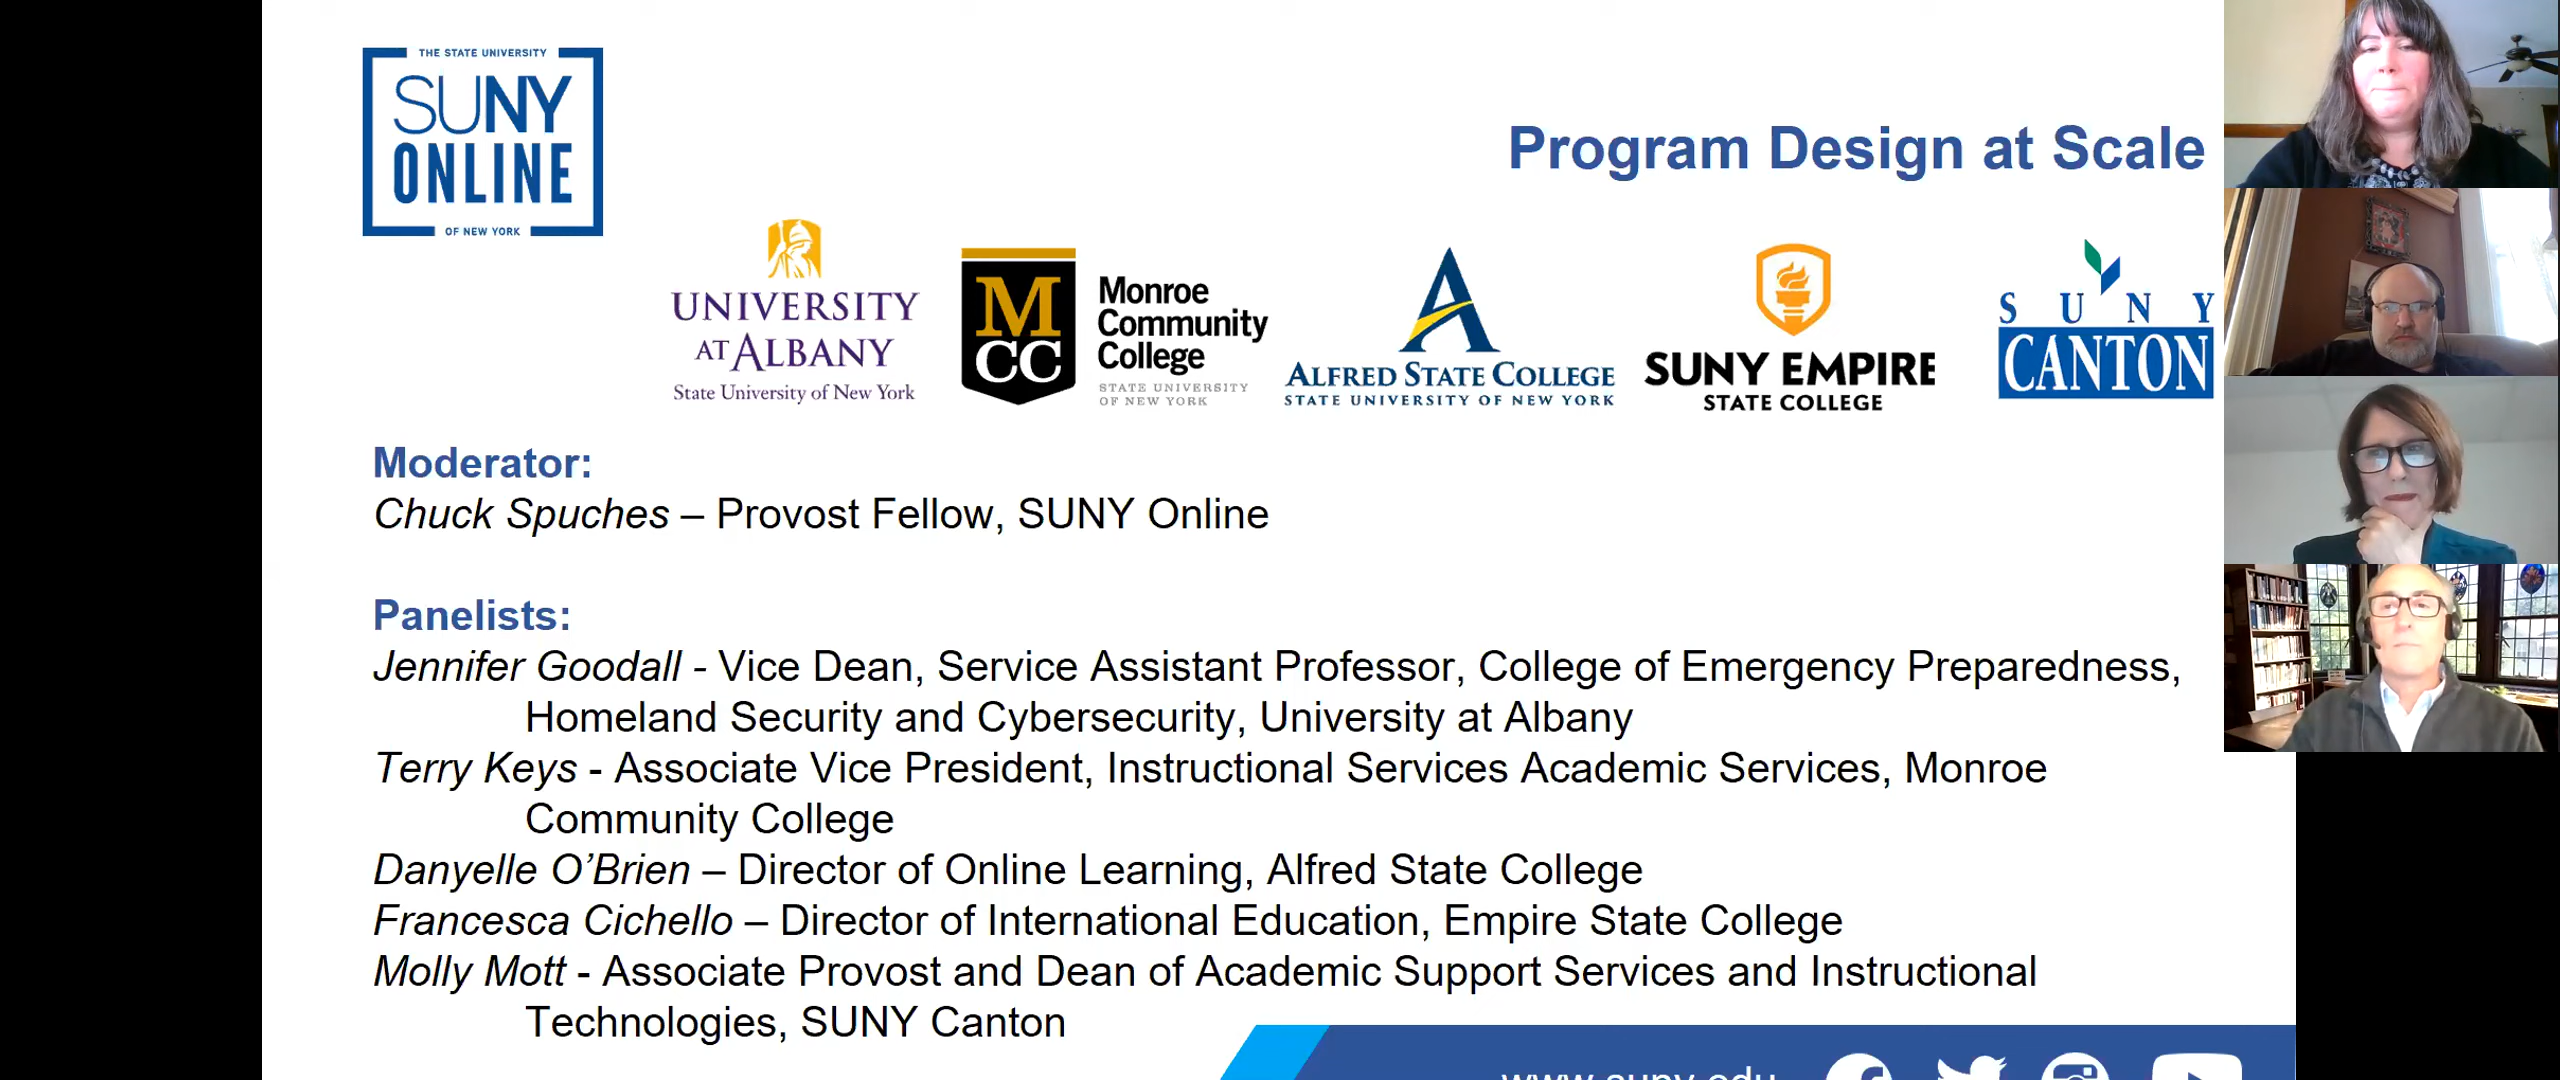 THE STATE UNIVERSITY
SUNY
ONLINE
OF NEW YORK
Program Design at Scale
UNIVERSITY
AT ALBANY
State University of New York
M
CC
Monroe
Community
College
STATE UNIVERSITY
OF NEW YORK
A
ALFRED STATE COLLEGE
STATE UNIVERSITY OF NEW YORK
SUNY EMPIRE
STATE COLLEGE
SUNY
CANTON
Moderator:
Chuck Spuches – Provost Fellow, SUNY Online
Panelists:
Jennifer Goodall - Vice Dean, Service Assistant Professor, College of Emergency Preparedness,
Homeland Security and Cybersecurity, University at Albany
Terry Keys - Associate Vice President, Instructional Services Academic Services, Monroe
Community College
Danyelle O’Brien – Director of Online Learning, Alfred State College
Francesca Cichello – Director of International Education, Empire State College
Molly Mott - Associate Provost and Dean of Academic Support Services and Instructional
Technologies, SUNY Canton
www.suny.edu